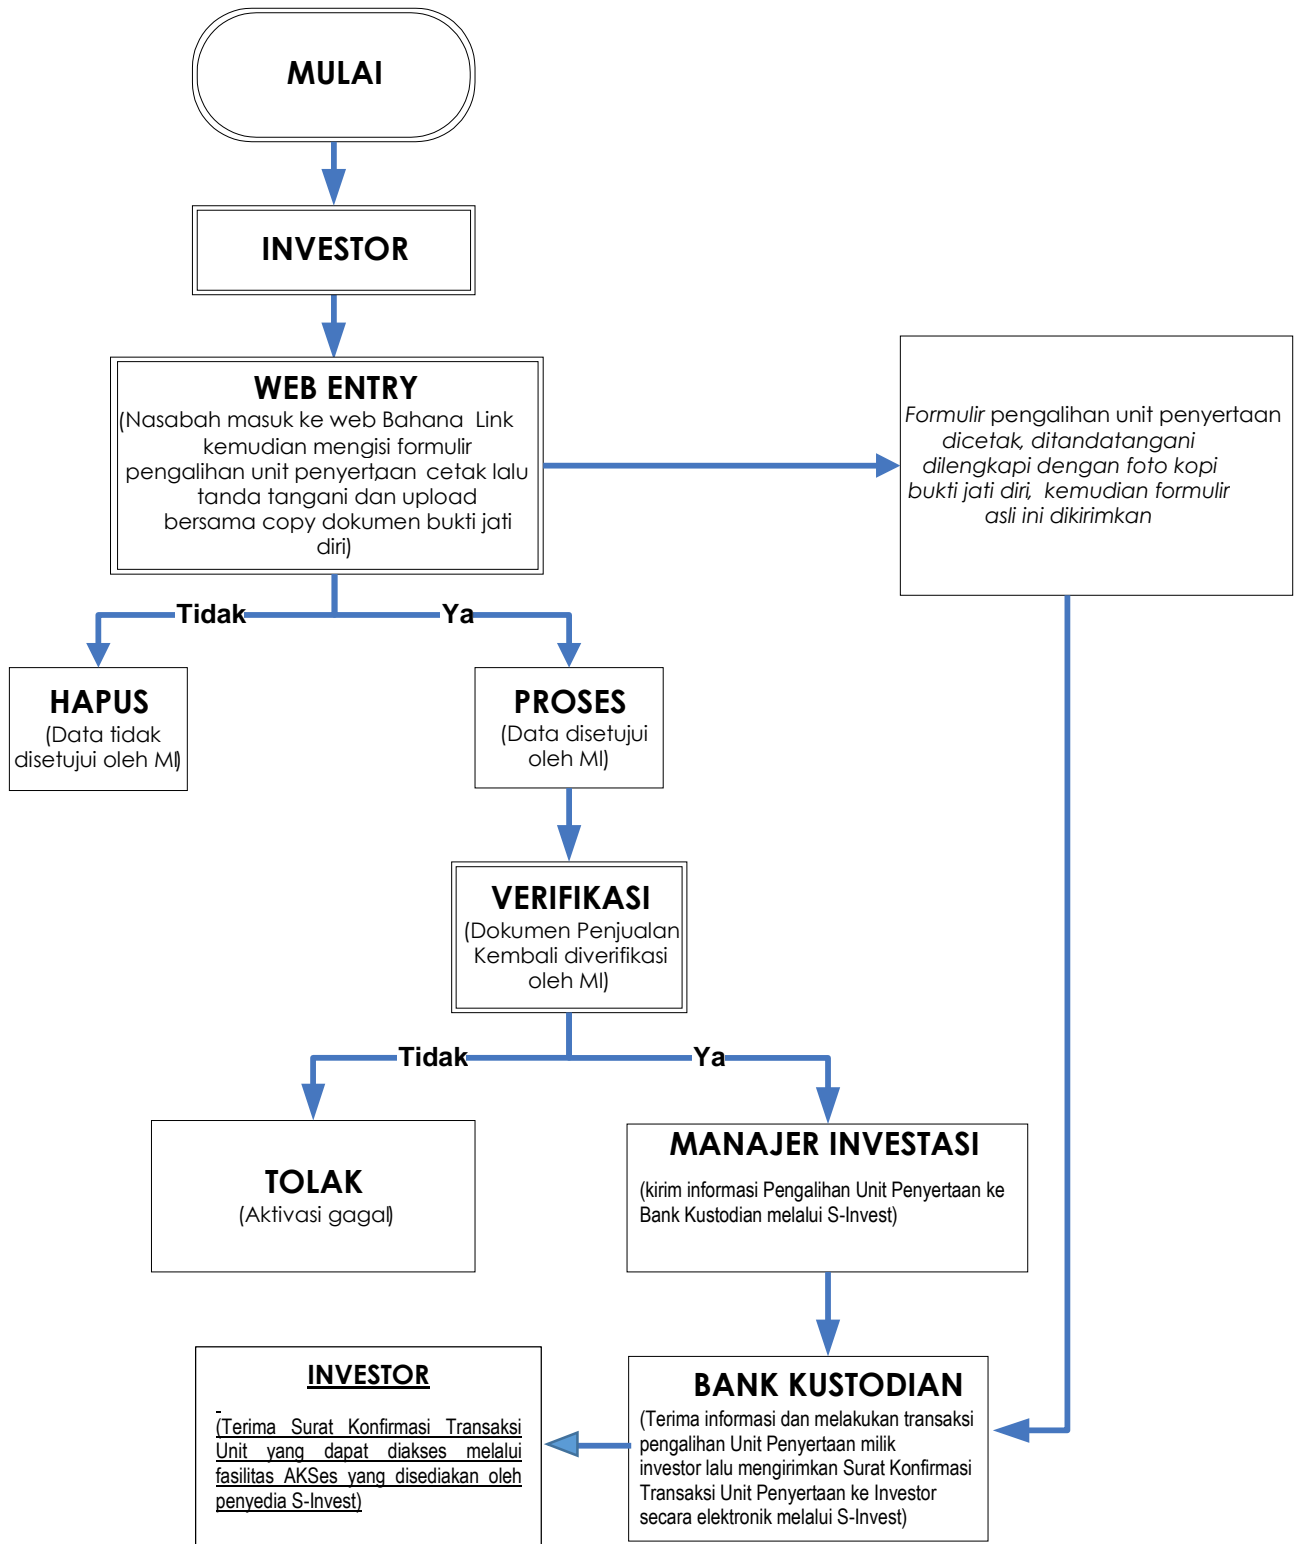 MULAI
INVESTOR
WEB ENTRY
(Nasabah masuk ke web Bahana Link
kemudian mengisi formulir
pengalihan unit penyertaan, cetak lalu
tanda tangani dan upload
bersama copy dokumen bukti jati
diri)
Formulir pengalihan unit penyertaan
dicetak, ditandatangani
dilengkapi dengan foto kopi
bukti jati diri, kemudian formulir
asli ini dikirimkan
Tidak
Ya
HAPUS
(Data tidak
disetujui oleh MI)
PROSES
(Data disetujui
oleh MI)
VERIFIKASI
(Dokumen Penjualan
Kembali diverifikasi
oleh MI)
Tidak
Ya
TOLAK
(Aktivasi gagal)
MANAJER INVESTASI
(kirim informasi Pengalihan Unit Penyertaan ke
Bank Kustodian melalui S-Invest)
INVESTOR
(Terima Surat Konfirmasi Transaksi
Unit yang dapat diakses melalui
fasilitas AKSes yang disediakan oleh
penyedia S-Invest)
BANK KUSTODIAN
(Terima informasi dan melakukan transaksi
pengalihan Unit Penyertaan milik
investor lalu mengirimkan Surat Konfirmasi
Transaksi Unit Penyertaan ke Investor
secara elektronik melalui S-Invest)